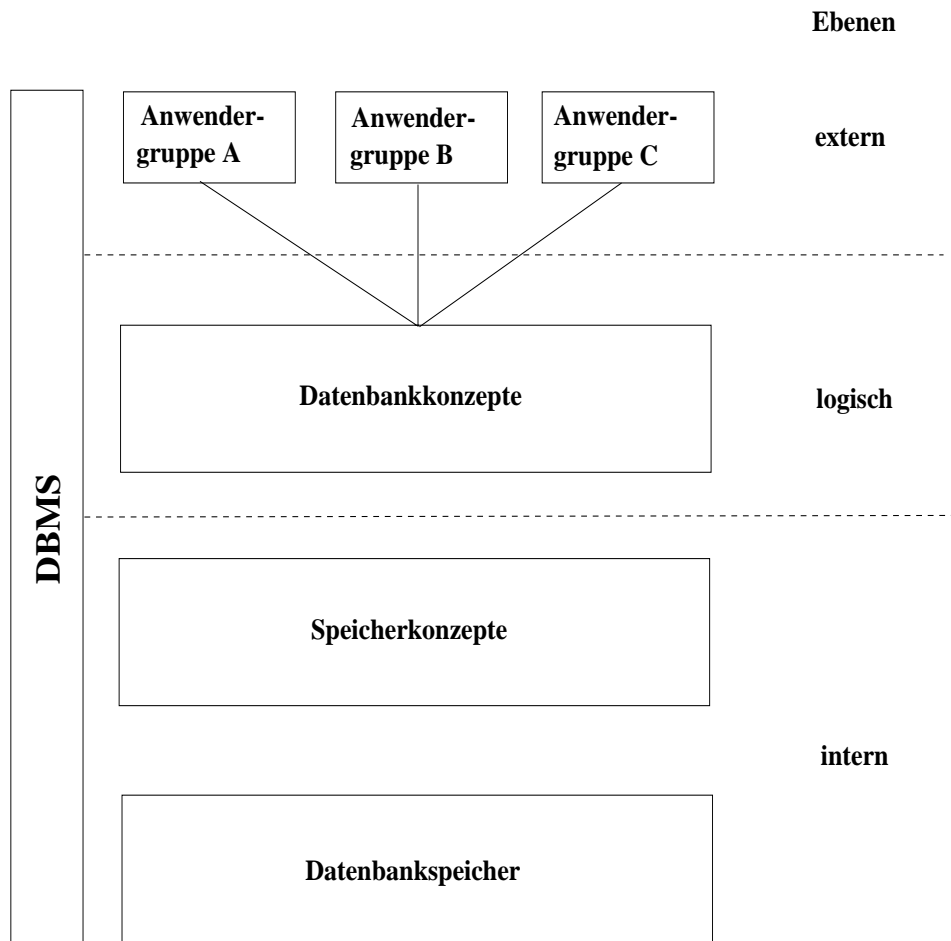 Ebenen
Anwender-
gruppe A
Anwender-
gruppe B
Anwender-
gruppe C
extern
Datenbankkonzepte
logisch
DBMS
Speicherkonzepte
intern
Datenbankspeicher